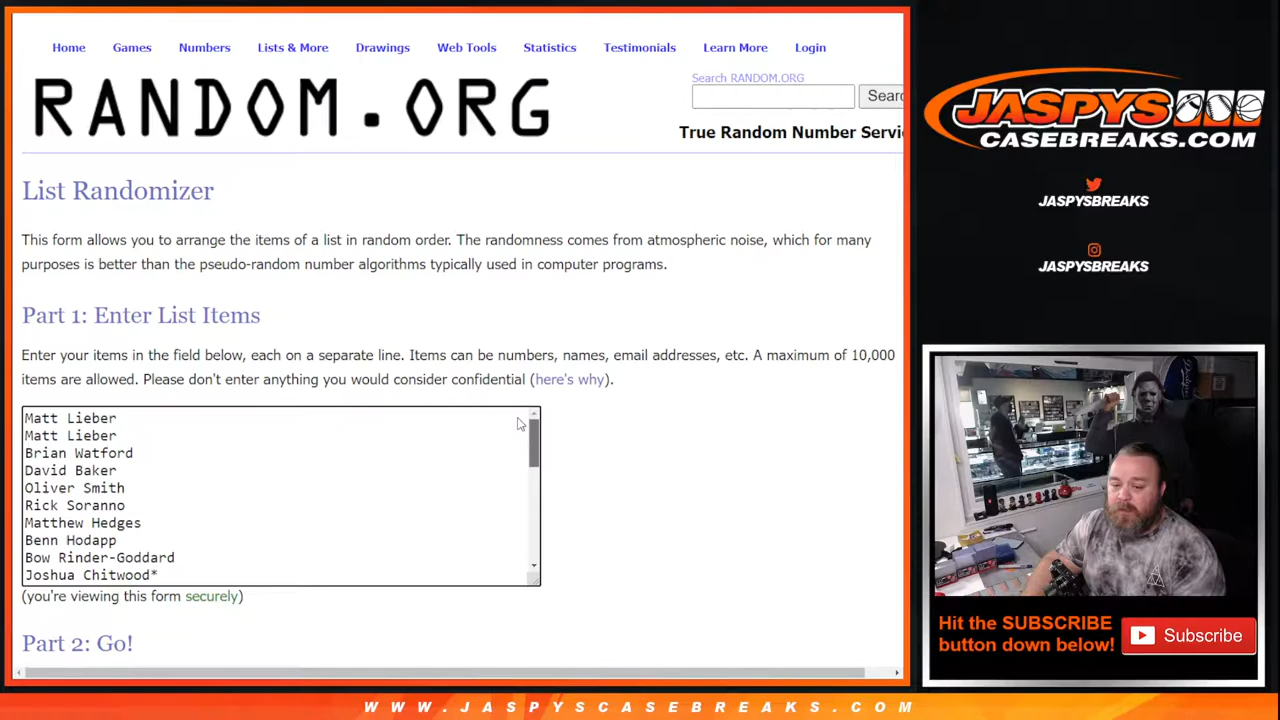 Home Games Numbers Lists & More Drawings Web Tools Statistics Testimonials Learn More Login
RANDOM.ORG
Search RANDOM.ORG
Searc
True Random Number Servi
List Randomizer
This form allows you to arrange the items of a list in random order. The randomness comes from atmospheric noise, which for many
purposes is better than the pseudo-random number algorithms typically used in computer programs.
Part 1: Enter List Items
Enter your items in the field below, each on a separate line. Items can be numbers, names, email addresses, etc. A maximum of 10,000
items are allowed. Please don't enter anything you would consider confidential (here's why).
Matt Lieber
Matt Lieber
Brian Watford
David Baker
Oliver Smith
Rick Soranno
Matthew Hedges
Benn Hodapp
Bow Rinder-Goddard
Joshua Chitwood*
(you're viewing this form securely)
Part 2: Go!
JASPYS
CASEBREAKS.COM
JASPYSBREAKS
JASPYSBREAKS
Hit the SUBSCRIBE
button down below!
Subscribe
WWW.JASPYSCASEBREAKS.COM